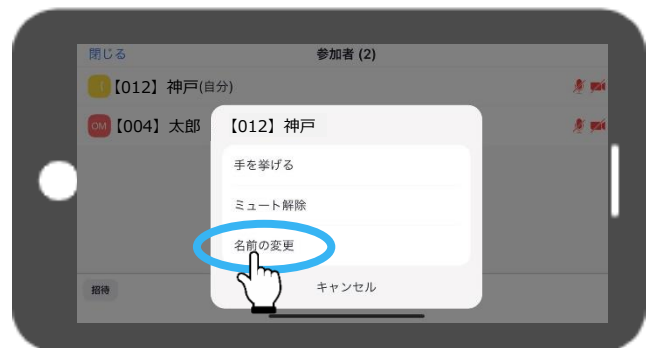 閉じる
参加者 (2)
【012】神戸(自分)
OM 【004】太郎
【012】神戸
手を挙げる
ミュート解除
名前の変更
キャンセル
招待